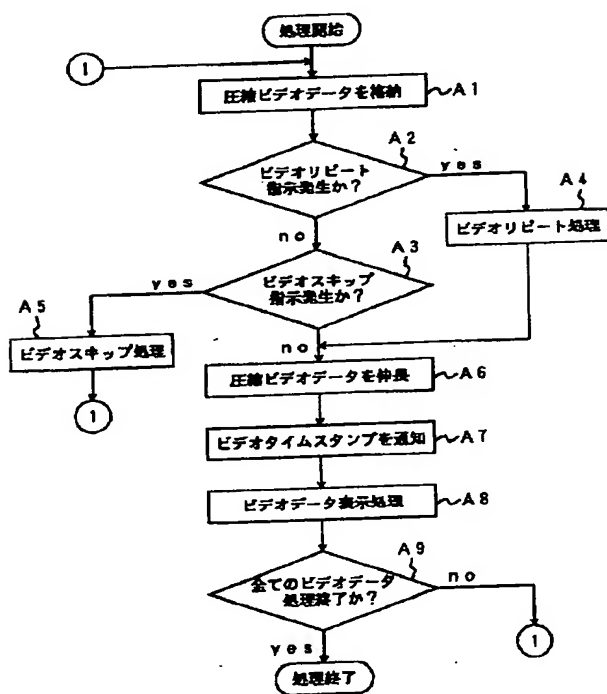 処理開始
1
圧縮ビデオデータを格納
A1
A2
ビデオリピート
指示発生か?
yes
A4
ビデオリピート処理
no
A3
ビデオスキップ
指示発生か?
yes
A5
ビデオスキップ処理
1
no
圧縮ビデオデータを伸長
A6
ビデオタイムスタンプを通知
A7
ビデオデータ表示処理
A8
A9
全てのビデオデータ
処理終了か?
no
1
yes
処理終了